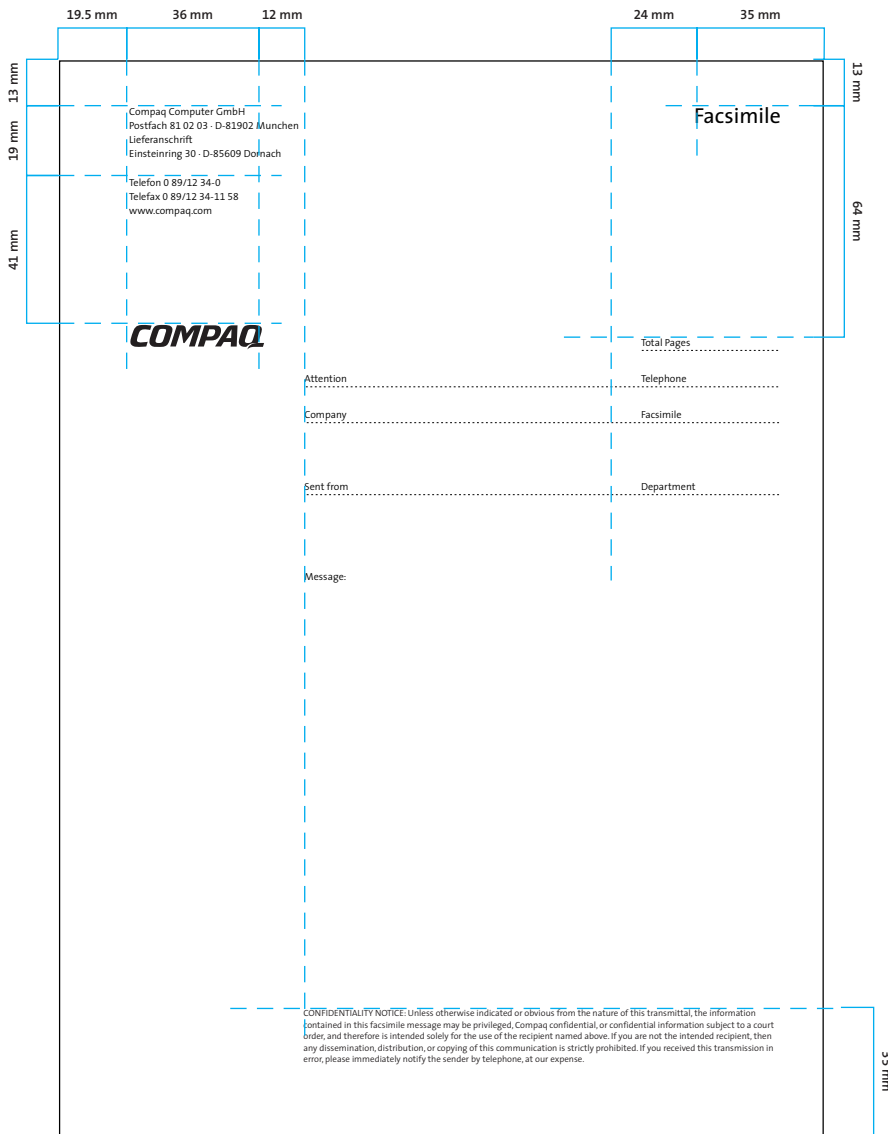 19.5 mm 36 mm 12 mm 24 mm 35 mm
13 mm
13 mm
19 mm
Compaq Computer GmbH
Postfach 81 02 03 · D-81902 Munchen
Lieferanschrift
Einsteinring 30 · D-85609 Dornach
Facsimile
Telefon 0 89/12 34-0
Telefax 0 89/12 34-11 58
www.compaq.com
41 mm
64 mm
COMPAQ
Total Pages
Attention Telephone
Company Facsimile
Sent from Department
Message:
CONFIDENTIALITY NOTICE: Unless otherwise indicated or obvious from the nature of this transmittal, the information
contained in this facsimile message may be privileged, Compaq confidential, or confidential information subject to a court
order, and therefore is intended solely for the use of the recipient named above. If you are not the intended recipient, then
any dissemination, distribution, or copying of this communication is strictly prohibited. If you received this transmission in
error, please immediately notify the sender by telephone, at our expense.
mm